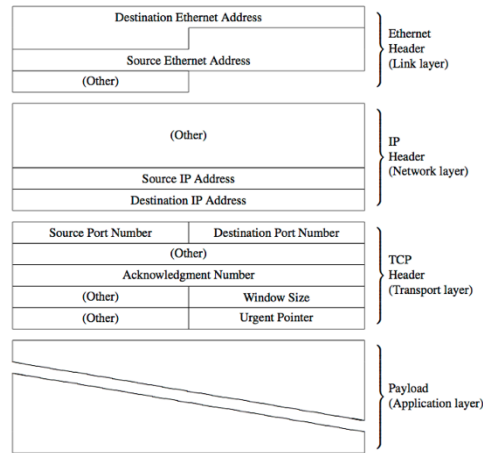 Destination Ethernet Address
Source Ethernet Address
(Other)
Ethernet
Header
(Link layer)
(Other)
Source IP Address
Destination IP Address
IP
Header
(Network layer)
Source Port Number Destination Port Number
(Other)
Acknowledgment Number
(Other) Window Size
(Other) Urgent Pointer
TCP
Header
(Transport layer)
Payload
(Application layer)